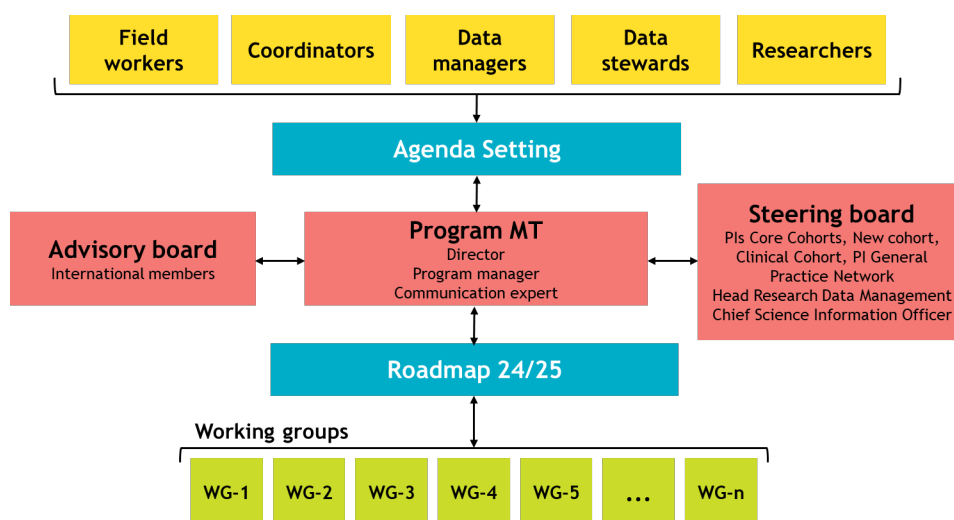 Field
workers
Coordinators
Data
managers
Data
stewards
Researchers
Agenda Setting
Advisory board
International members
Program MT
Director
Program manager
Communication expert
Steering board
PIs Core Cohorts, New cohort,
Clinical Cohort, PI General
Practice Network
Head Research Data Management
Chief Science Information Officer
Roadmap 24/25
Working groups
WG-1
WG-2
WG-3
WG-4
WG-5
...
WG-n